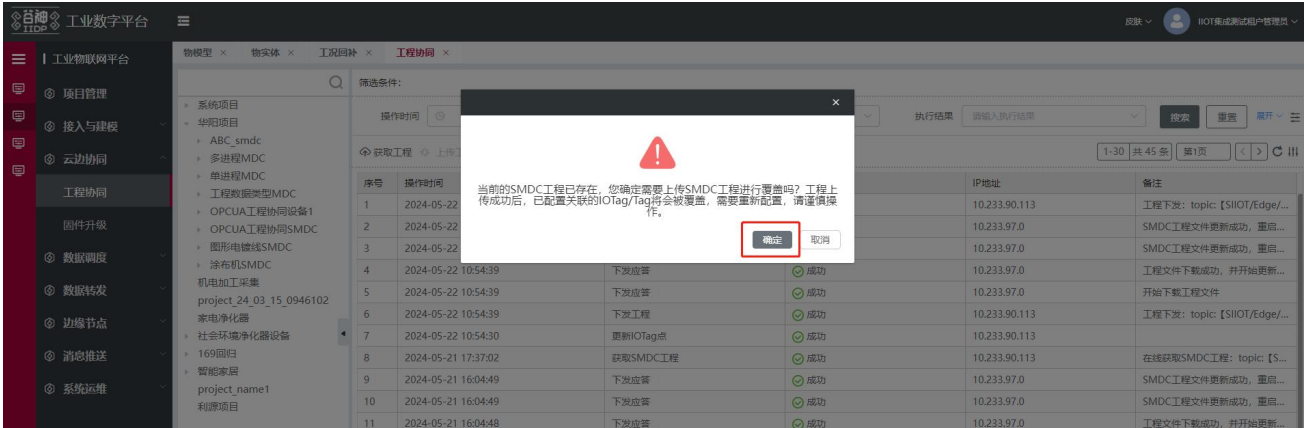 谷神 IIDP 工业数字平台
皮肤
IIOT集成测试租户管理员
工业物联网平台
项目管理
接入与建模
云边协同
工程协同
固件升级
数据调度
数据转发
边缘节点
消息推送
系统运维
物模型 × 物实体 × 工况回补 × 工程协同 ×
系统项目
华阳项目
ABC_smdc
多进程MDC
单进程MDC
工程数据类型MDC
OPCUA工程协同设备1
OPCUA工程协同SMDC
图形电镀线SMDC
涂布机SMDC
机电加工采集
project_24_03_15_0946102
家电净化器
社会环境净化器设备
169回归
智能家居
project_name1
利源项目
筛选条件：
操作时间
执行结果 请输入执行结果 搜索 重置 展开
获取工程 上传工
1-30 共 45 条 第1页
×
当前的SMDC工程已存在，您确定需要上传SMDC工程进行覆盖吗？工程上
传成功后，已配置关联的IOTag/Tag将会被覆盖，需要重新配置，请谨慎操
作。
确定 取消
序号 操作时间 IP地址 备注
1 2024-05-22 10.233.90.113 工程下发：topic:【SIIOT/Edge/...
2 2024-05-22 10.233.97.0 SMDC工程文件更新成功，重启...
3 2024-05-22 10.233.97.0 SMDC工程文件更新成功，重启...
4 2024-05-22 10:54:39 下发应答 成功 10.233.97.0 工程文件下载成功，并开始更新...
5 2024-05-22 10:54:39 下发应答 成功 10.233.97.0 开始下载工程文件
6 2024-05-22 10:54:39 下发工程 成功 10.233.90.113 工程下发：topic:【SIIOT/Edge/...
7 2024-05-22 10:54:30 更新IOTag点 成功 10.233.90.113
8 2024-05-21 17:37:02 获取SMDC工程 成功 10.233.90.113 在线获取SMDC工程：topic:【S...
9 2024-05-21 16:04:49 下发应答 成功 10.233.97.0 SMDC工程文件更新成功，重启...
10 2024-05-21 16:04:49 下发应答 成功 10.233.97.0 SMDC工程文件更新成功，重启...
11 2024-05-21 16:04:48 下发应答 成功 10.233.97.0 工程文件下载成功，并开始更新...